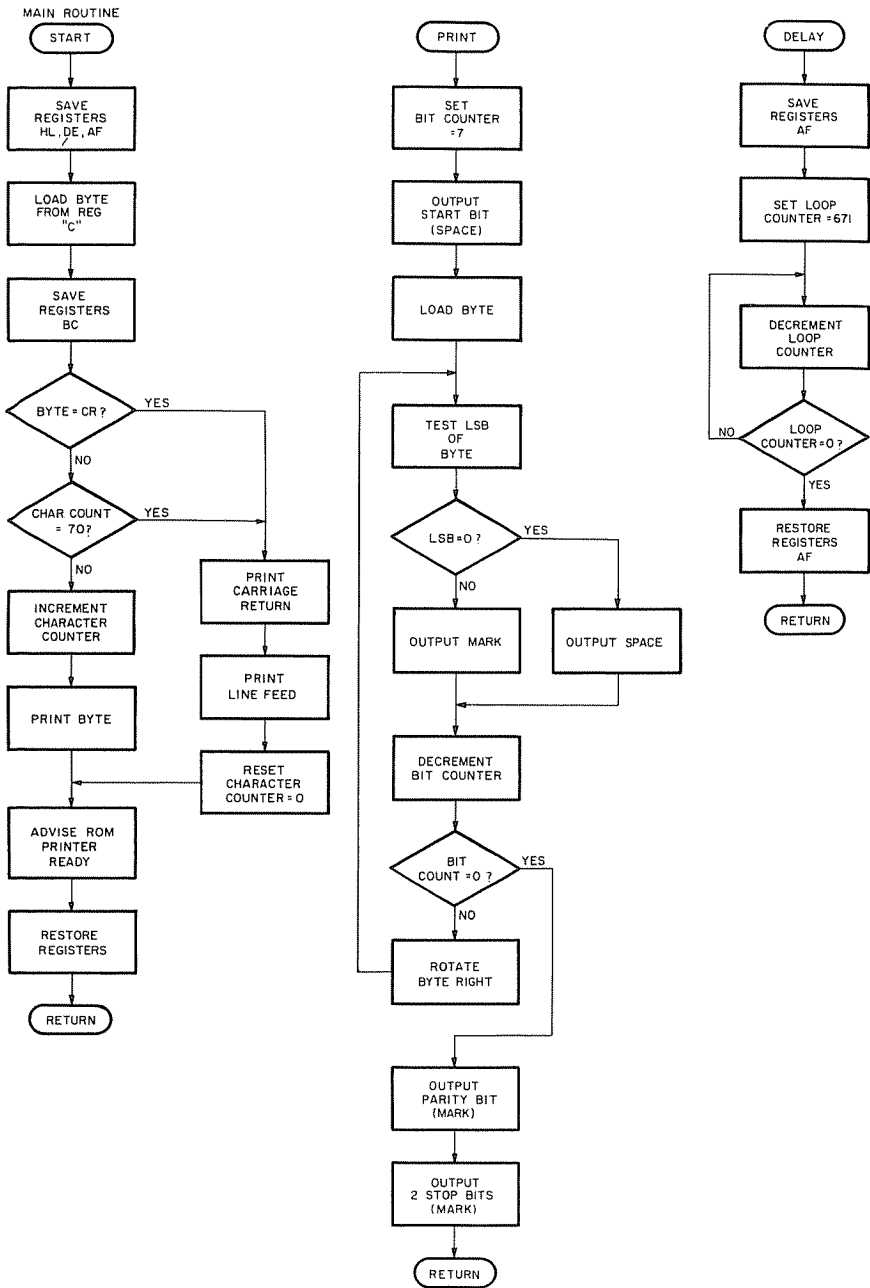 MAIN ROUTINE
START
SAVE
REGISTERS
HL, DE, AF
LOAD BYTE
FROM REG
"C"
SAVE
REGISTERS
BC
BYTE = CR ?
YES
NO
CHAR COUNT
= 70 ?
YES
NO
INCREMENT
CHARACTER
COUNTER
PRINT BYTE
PRINT
CARRIAGE
RETURN
PRINT
LINE FEED
RESET
CHARACTER
COUNTER = 0
ADVISE ROM
PRINTER
READY
RESTORE
REGISTERS
RETURN
PRINT
SET
BIT COUNTER
=7
OUTPUT
START BIT
(SPACE)
LOAD BYTE
TEST LSB
OF
BYTE
LSB=0 ?
YES
NO
OUTPUT MARK
OUTPUT SPACE
DECREMENT
BIT COUNTER
BIT
COUNT =0 ?
YES
NO
ROTATE
BYTE RIGHT
OUTPUT
PARITY BIT
(MARK)
OUTPUT
2 STOP BITS
(MARK)
RETURN
DELAY
SAVE
REGISTERS
AF
SET LOOP
COUNTER =671
DECREMENT
LOOP
COUNTER
NO
LOOP
COUNTER=0 ?
YES
RESTORE
REGISTERS
AF
RETURN